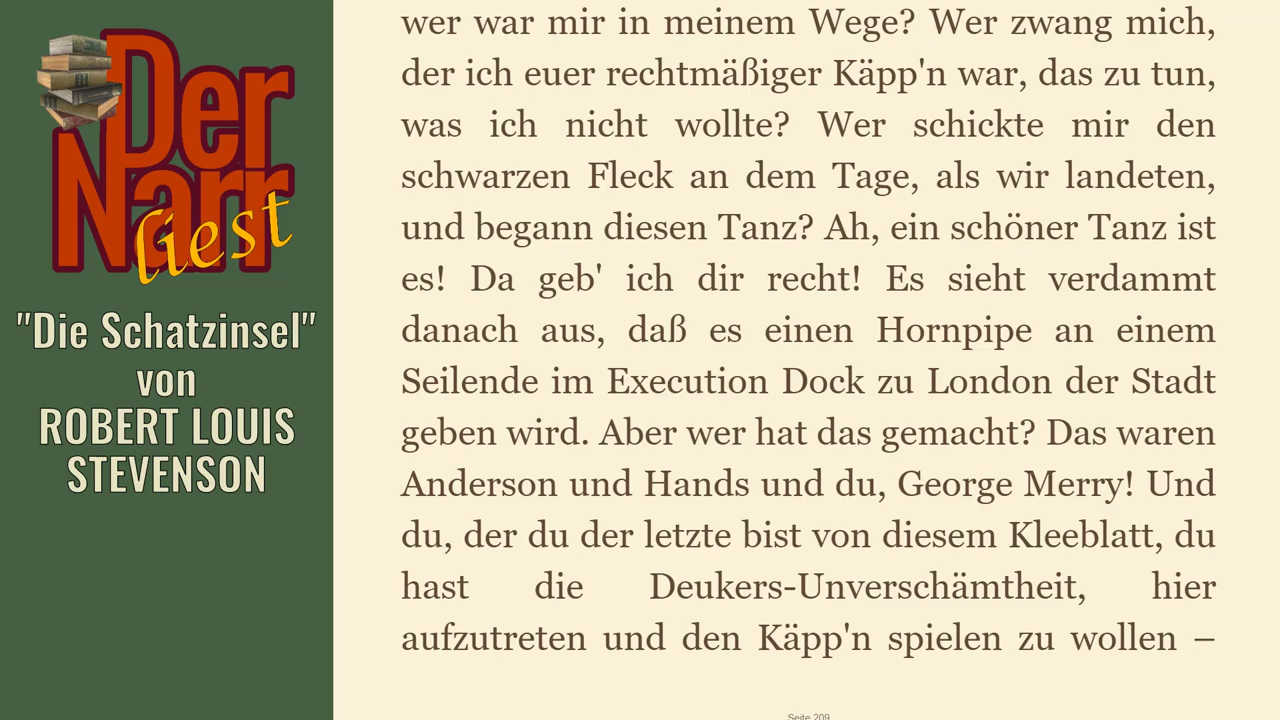 Der
Narr
liest
"Die Schatzinsel"
von
ROBERT LOUIS
STEVENSON
wer war mir in meinem Wege? Wer zwang mich,
der ich euer rechtmäßiger Käpp'n war, das zu tun,
was ich nicht wollte? Wer schickte mir den
schwarzen Fleck an dem Tage, als wir landeten,
und begann diesen Tanz? Ah, ein schöner Tanz ist
es! Da geb' ich dir recht! Es sieht verdammt
danach aus, daß es einen Hornpipe an einem
Seilende im Execution Dock zu London der Stadt
geben wird. Aber wer hat das gemacht? Das waren
Anderson und Hands und du, George Merry! Und
du, der du der letzte bist von diesem Kleeblatt, du
hast die Deukers-Unverschämtheit, hier
aufzutreten und den Käpp'n spielen zu wollen –
Seite 209